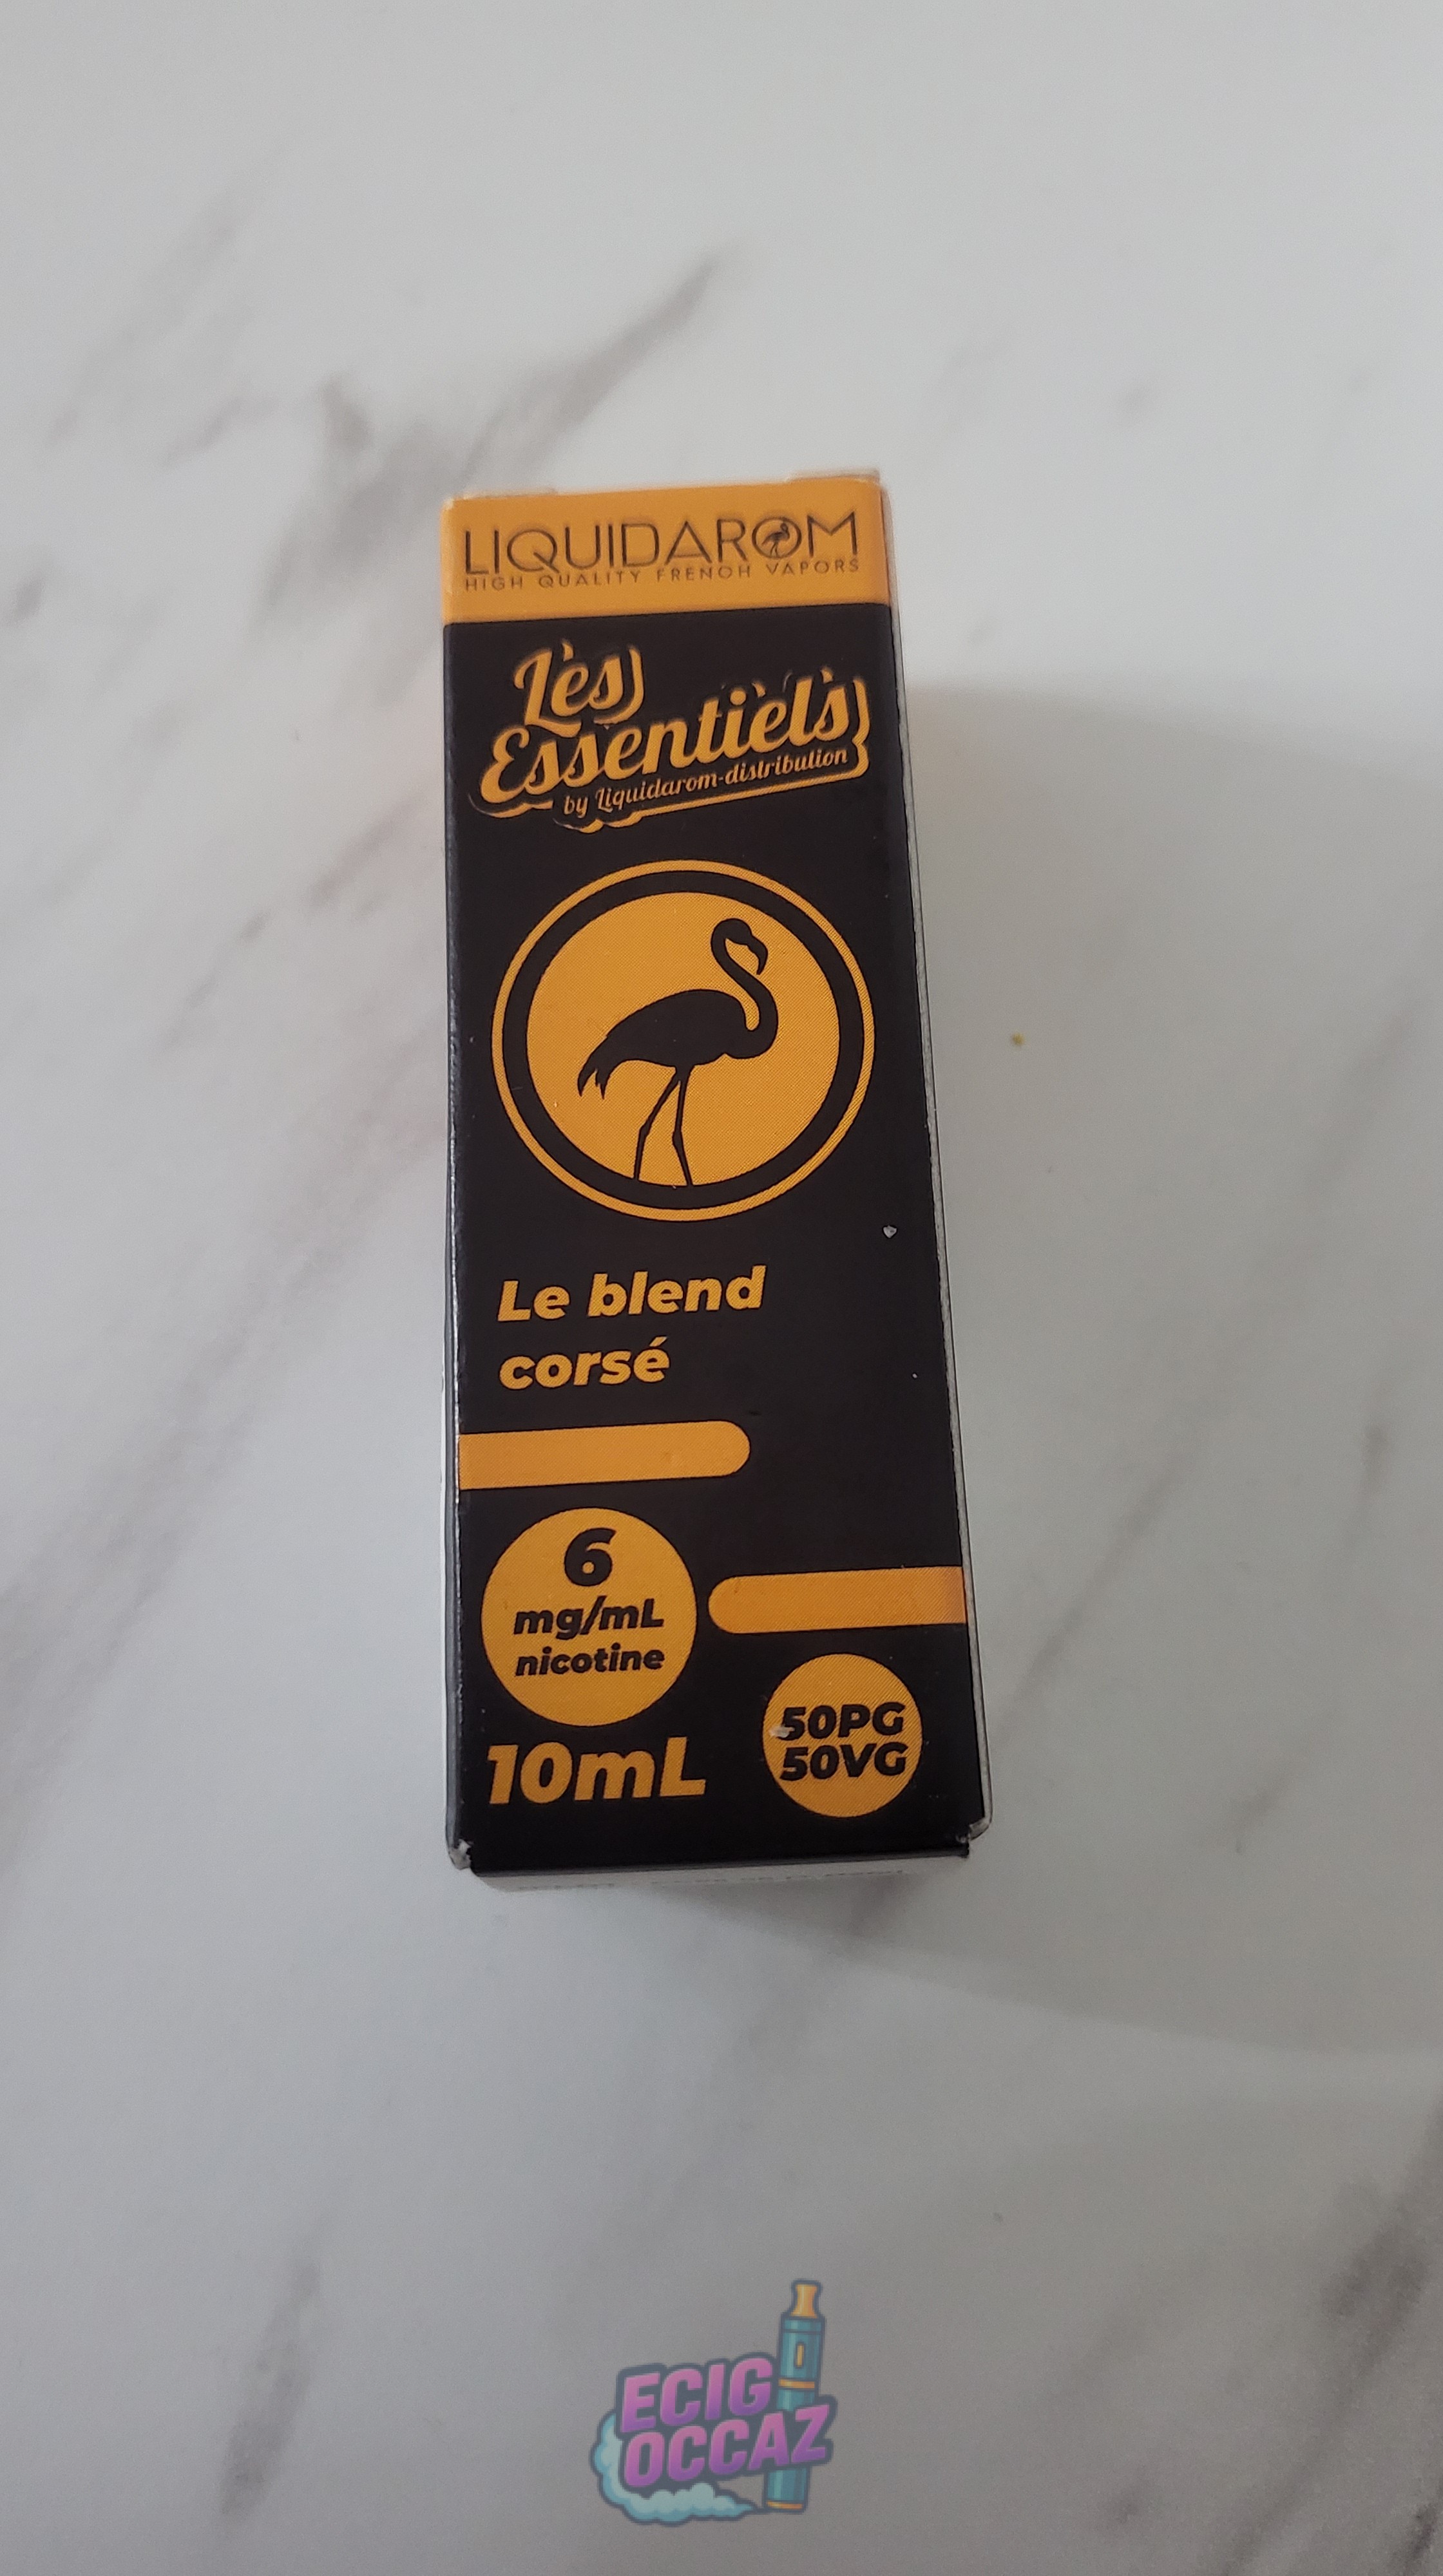 LIQUIDAROM
HIGH QUALITY FRENCH VAPORS
Les
Essentiels
by Liquidarom-distribution
Le blend
corsé
6
mg/mL
nicotine
10mL
50PG
50VG
ECIG
OCCAZ